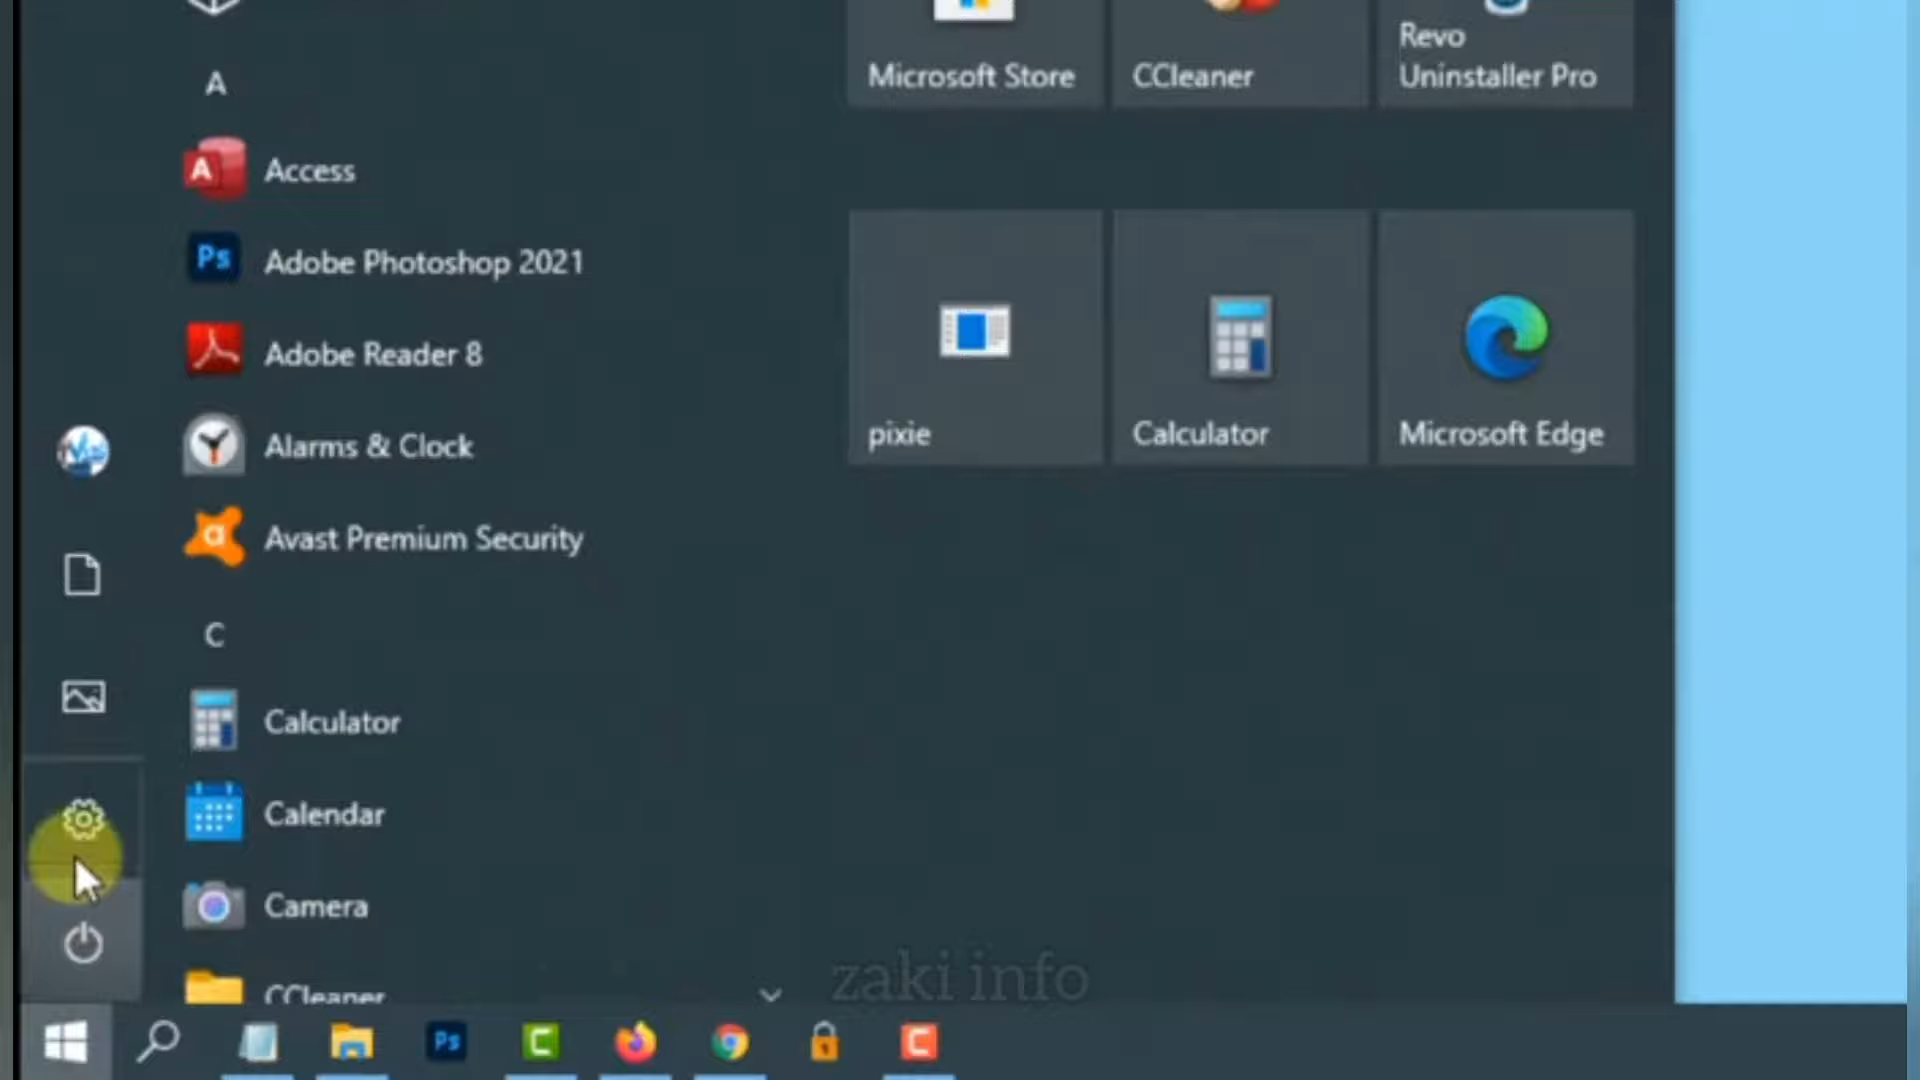 A
Access
Adobe Photoshop 2021
Adobe Reader 8
Alarms & Clock
Avast Premium Security
C
Calculator
Calendar
Camera
CCleaner
Microsoft Store
CCleaner
Revo
Uninstaller Pro
pixie
Calculator
Microsoft Edge
zaki info
Ps